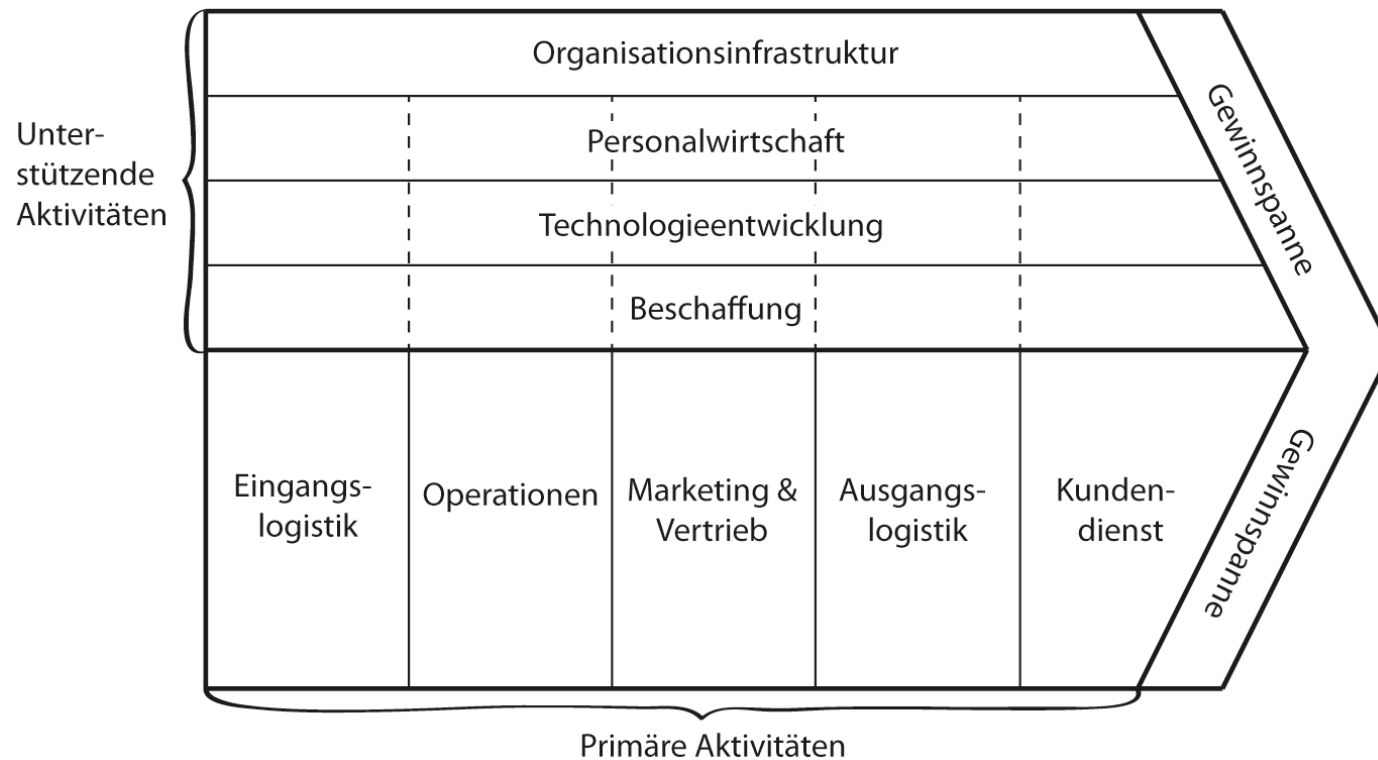 Organisationsinfrastruktur
Unter-
stützende
Aktivitäten
Personalwirtschaft
Technologieentwicklung
Beschaffung
Gewinnspanne
Eingangs-
logistik
Operationen
Marketing &
Vertrieb
Ausgangs-
logistik
Kunden-
dienst
Gewinnspanne
Primäre Aktivitäten